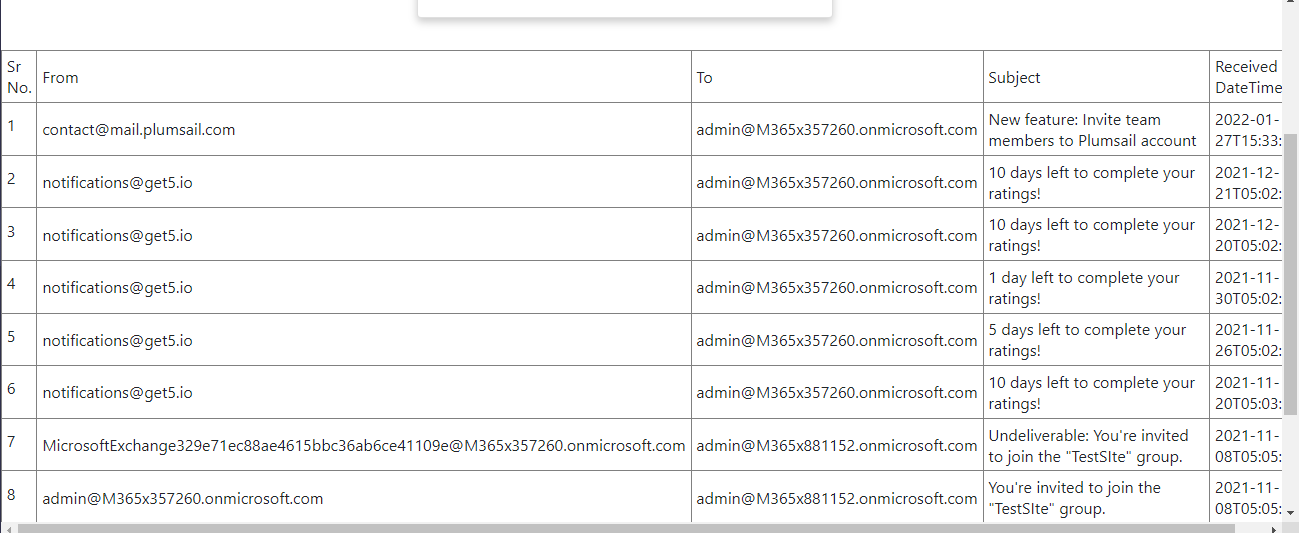 Sr No. From To Subject Received DateTime
1 contact@mail.plumsail.com admin@M365x357260.onmicrosoft.com New feature: Invite team members to Plumsail account 2022-01-27T15:33:
2 notifications@get5.io admin@M365x357260.onmicrosoft.com 10 days left to complete your ratings! 2021-12-21T05:02:
3 notifications@get5.io admin@M365x357260.onmicrosoft.com 10 days left to complete your ratings! 2021-12-20T05:02:
4 notifications@get5.io admin@M365x357260.onmicrosoft.com 1 day left to complete your ratings! 2021-11-30T05:02:
5 notifications@get5.io admin@M365x357260.onmicrosoft.com 5 days left to complete your ratings! 2021-11-26T05:02:
6 notifications@get5.io admin@M365x357260.onmicrosoft.com 10 days left to complete your ratings! 2021-11-20T05:03:
7 MicrosoftExchange329e71ec88ae4615bbc36ab6ce41109e@M365x357260.onmicrosoft.com admin@M365x881152.onmicrosoft.com Undeliverable: You're invited to join the "TestSIte" group. 2021-11-08T05:05:
8 admin@M365x357260.onmicrosoft.com admin@M365x881152.onmicrosoft.com You're invited to join the "TestSIte" group. 2021-11-08T05:05: